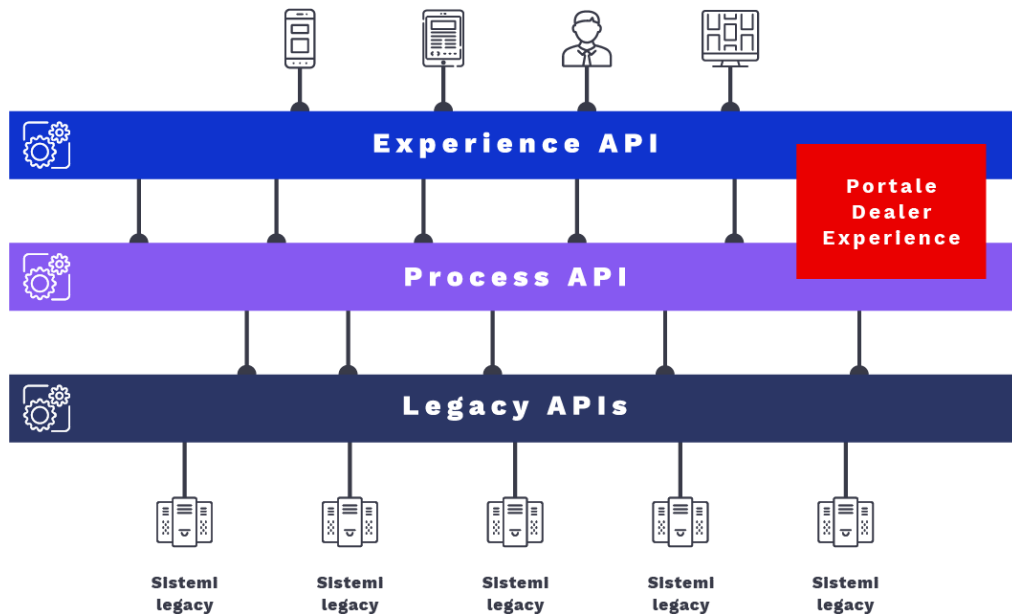 Experience API
Portale
Dealer
Experience
Process API
Legacy APIs
Sistemi
legacy
Sistemi
legacy
Sistemi
legacy
Sistemi
legacy
Sistemi
legacy